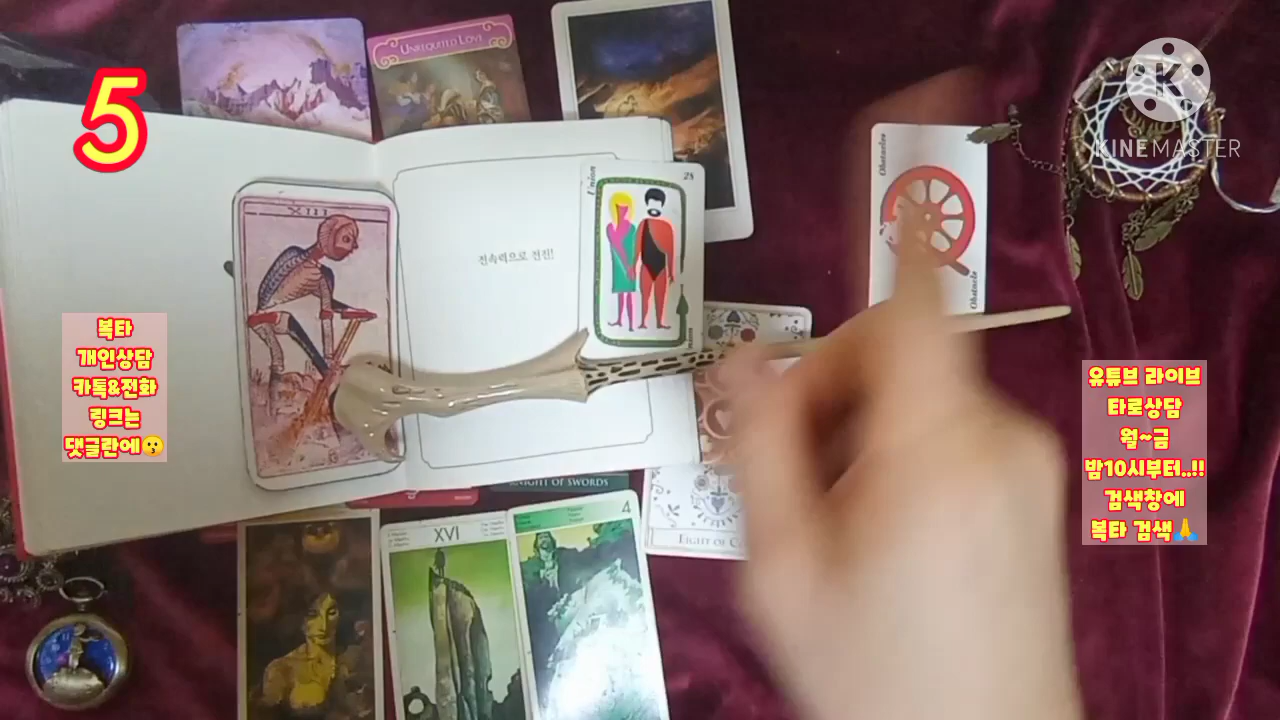 UNREQUITED LOVE
5
K
KINEMASTER
Obstacles
Obstacle
Union
28
XIII
전속력으로 전진!
복타
개인상담
카톡&전화
링크는
댓글란에😗
유튜브 라이브
타로상담
월~금
밤10시부터..!!
검색창에
복타 검색🙏
KNIGHT OF SWORDS
XVI
4
EIGHT OF